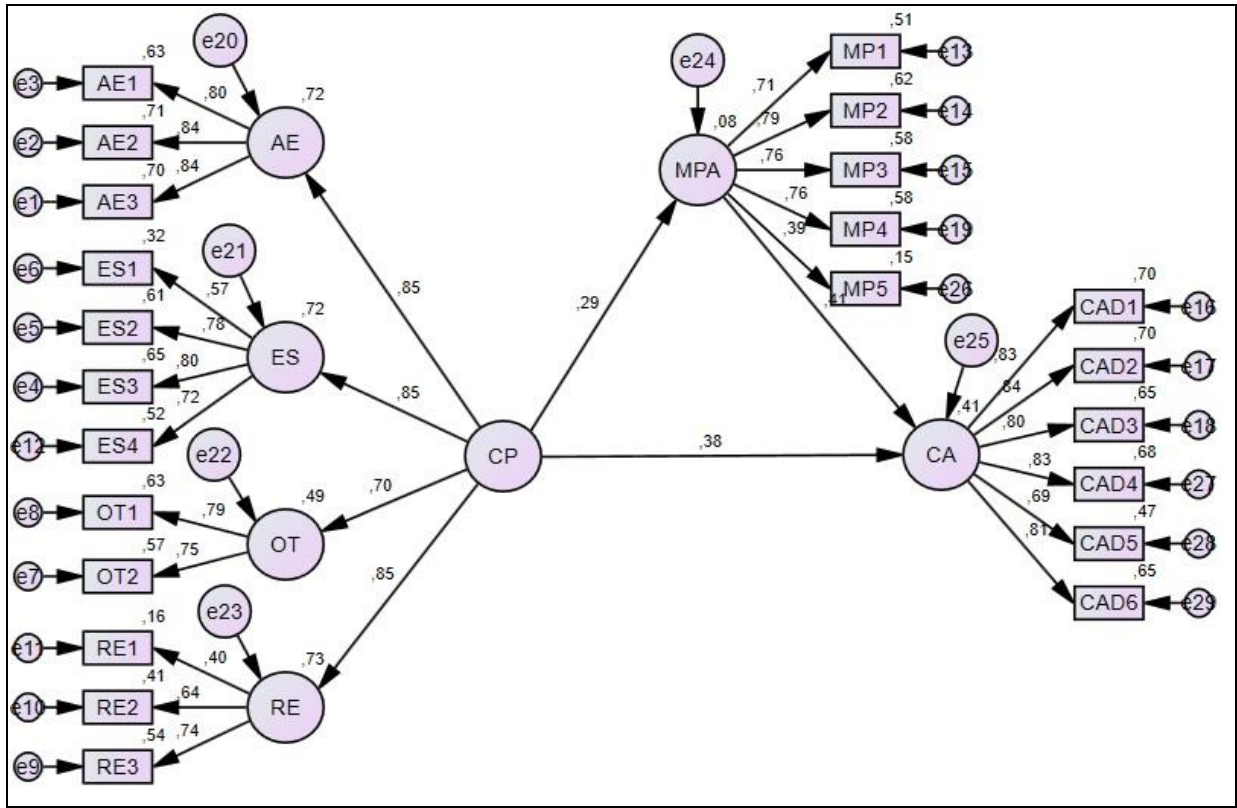 ,63
e3
AE1
,80
e20
,72
,71
e2
AE2
,84
AE
,70
,84
e1
AE3
,32
e6
ES1
,57
e21
,72
,61
e5
ES2
,78
ES
,65
,80
e4
ES3
,72
,52
e12
ES4
,63
e8
OT1
,79
e22
,49
,57
,75
OT
e7
OT2
,16
e11
RE1
,40
e23
,73
,41
,64
e10
RE2
RE
,54
,74
e9
RE3
,85
,85
,70
,85
CP
,29
,38
e24
,08
MPA
,51
,71
MP1
e13
,62
,79
MP2
e14
,58
,76
MP3
e15
,58
,76
MP4
e19
,15
,39
MP5
e26
,41
e25
,41
CA
,70
,83
CAD1
e16
,70
,84
CAD2
e17
,65
,80
CAD3
e18
,68
,83
CAD4
e27
,47
,69
CAD5
e28
,65
,81
CAD6
e29